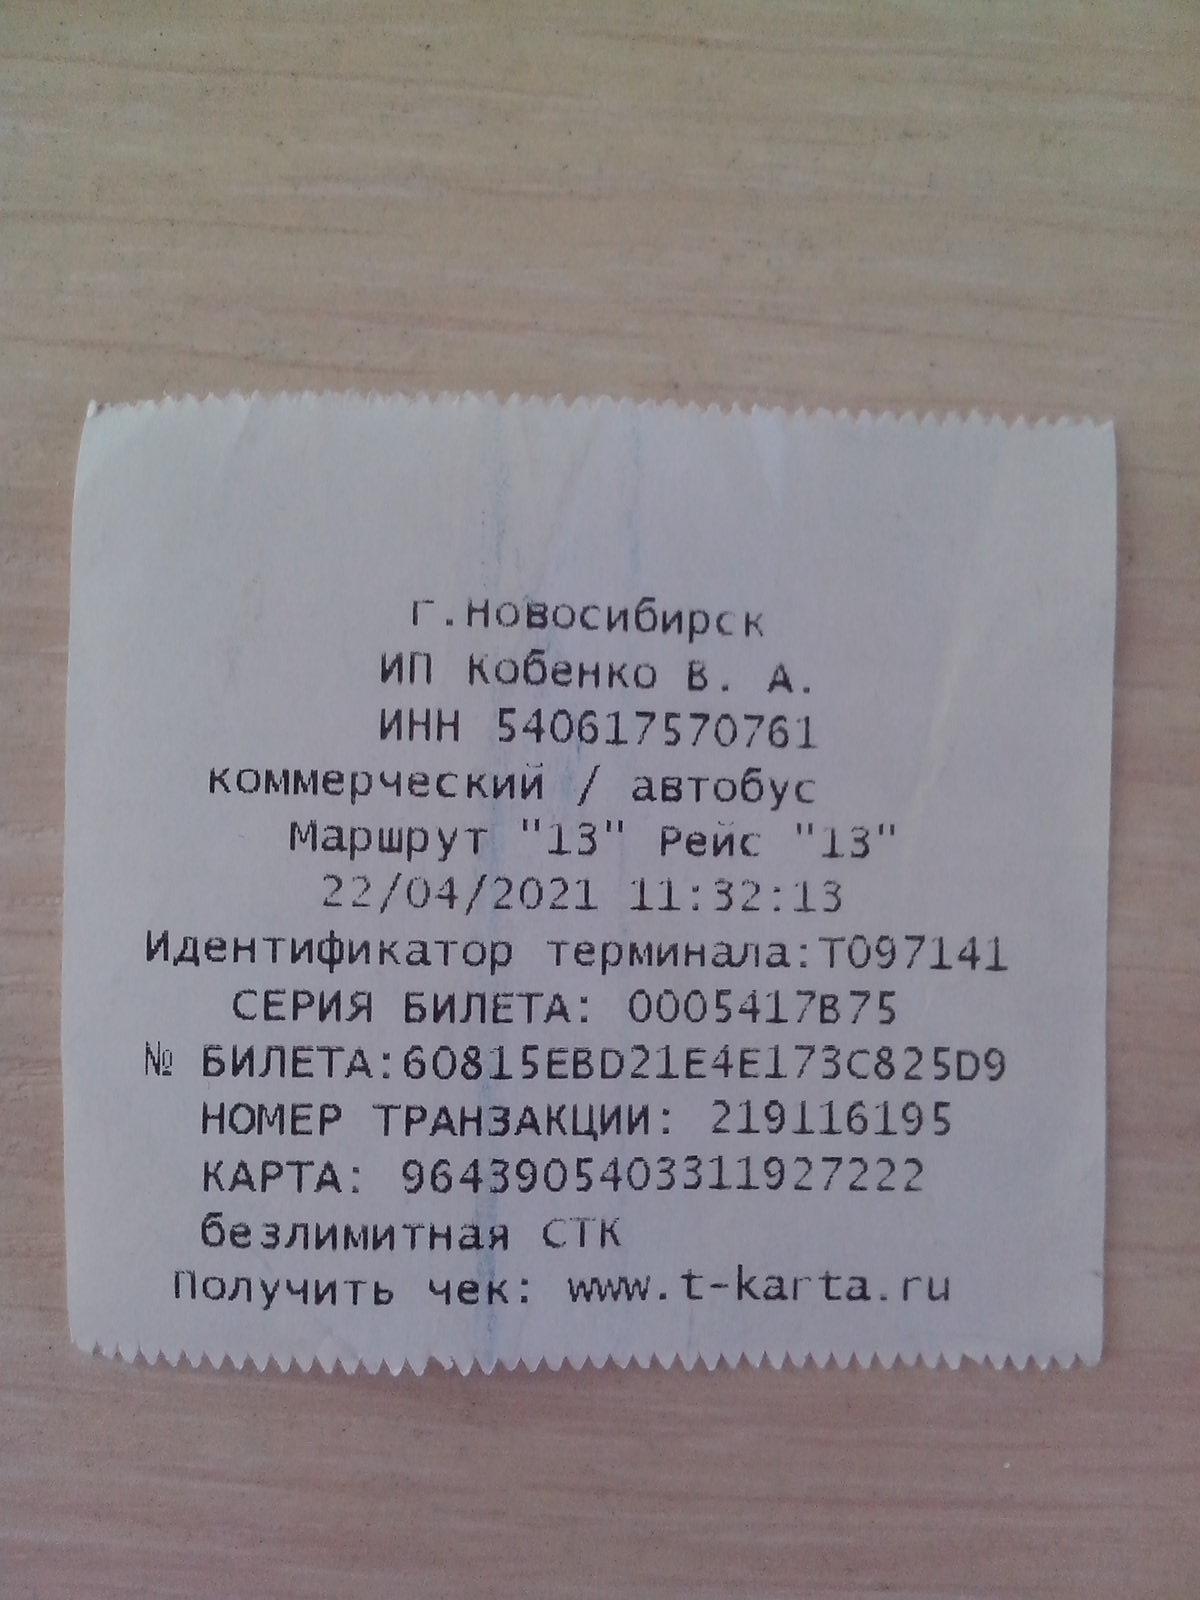 г.Новосибирск
ИП Кобенко В. А.
ИНН 540617570761
коммерческий / автобус
Маршрут "13" Рейс "13"
22/04/2021 11:32:13
Идентификатор терминала:T097141
СЕРИЯ БИЛЕТА: 0005417B75
№ БИЛЕТА:60815EBD21E4E173C825D9
НОМЕР ТРАНЗАКЦИИ: 219116195
КАРТА: 9643905403311927222
безлимитная СТК
Получить чек: www.t-karta.ru